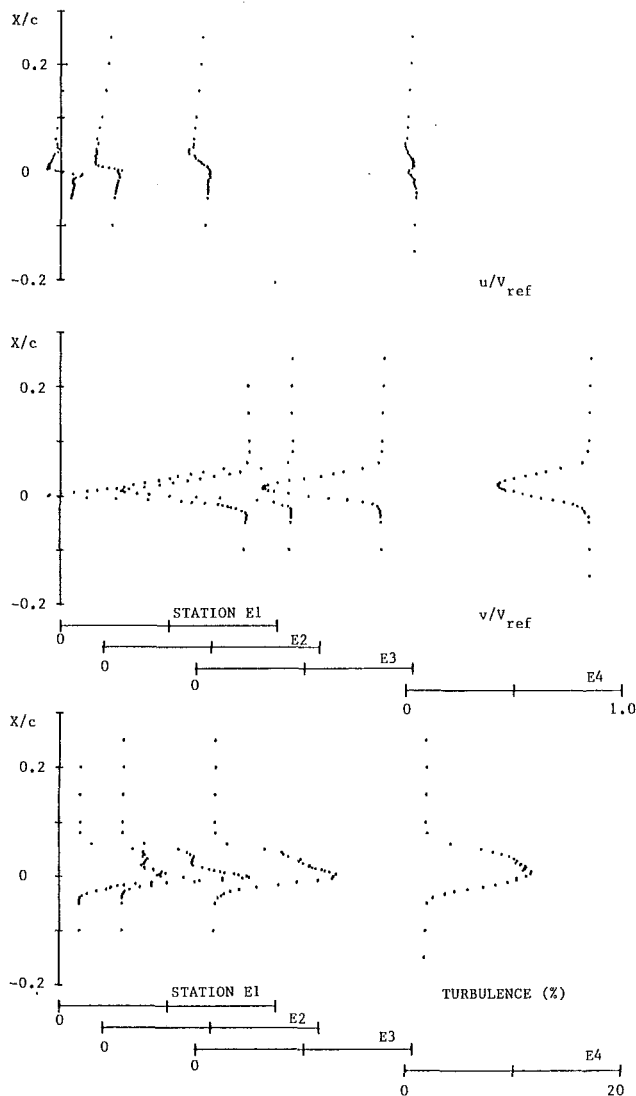 X/c
0.2
0
-0.2
u/V_ref
X/c
0.2
0
-0.2
v/V_ref
STATION E1
0
E2
0
E3
0
E4
0 1.0
X/c
0.2
0
-0.2
TURBULENCE (%)
STATION E1
0
E2
0
E3
0
E4
0 20